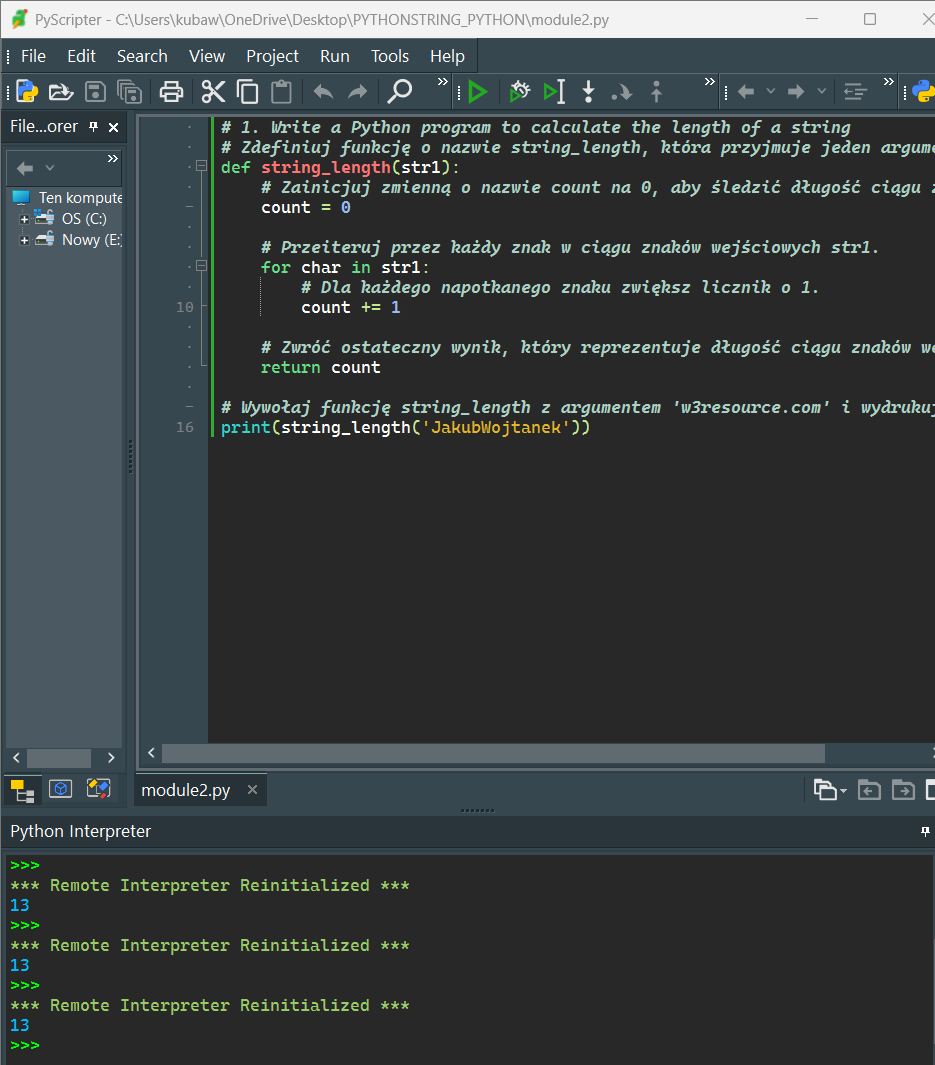 PyScripter - C:\Users\kubaw\OneDrive\Desktop\PYTHONSTRING_PYTHON\module2.py
File Edit Search View Project Run Tools Help
File...orer
Ten kompute
OS (C:)
Nowy (E:)
# 1. Write a Python program to calculate the length of a string
# Zdefiniuj funkcję o nazwie string_length, która przyjmuje jeden argume
def string_length(str1):
# Zainicjuj zmienną o nazwie count na 0, aby śledzić długość ciągu z
count = 0
# Przeiteruj przez każdy znak w ciągu znaków wejściowych str1.
for char in str1:
# Dla każdego napotkanego znaku zwiększ licznik o 1.
10 count += 1
# Zwróć ostateczny wynik, który reprezentuje długość ciągu znaków we
return count
# Wywołaj funkcję string_length z argumentem 'w3resource.com' i wydrukuj
16 print(string_length('JakubWojtanek'))
module2.py
Python Interpreter
>>>
*** Remote Interpreter Reinitialized ***
13
>>>
*** Remote Interpreter Reinitialized ***
13
>>>
*** Remote Interpreter Reinitialized ***
13
>>>